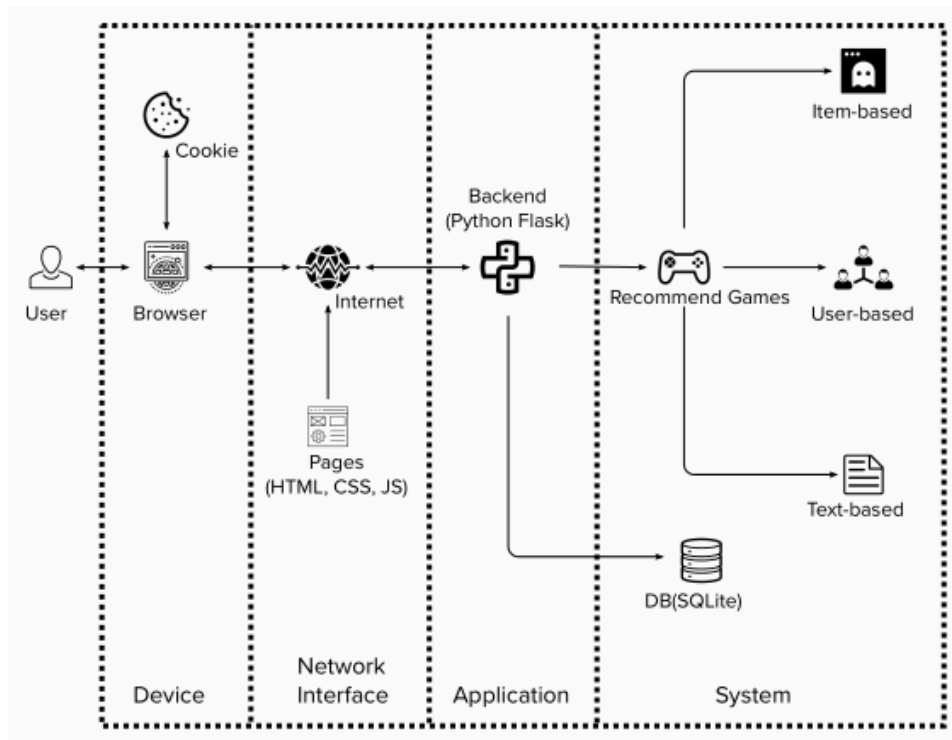 Cookie
User
Browser
Internet
Pages
(HTML, CSS, JS)
Backend
(Python Flask)
Recommend Games
Item-based
User-based
Text-based
DB(SQLite)
Device
Network
Interface
Application
System